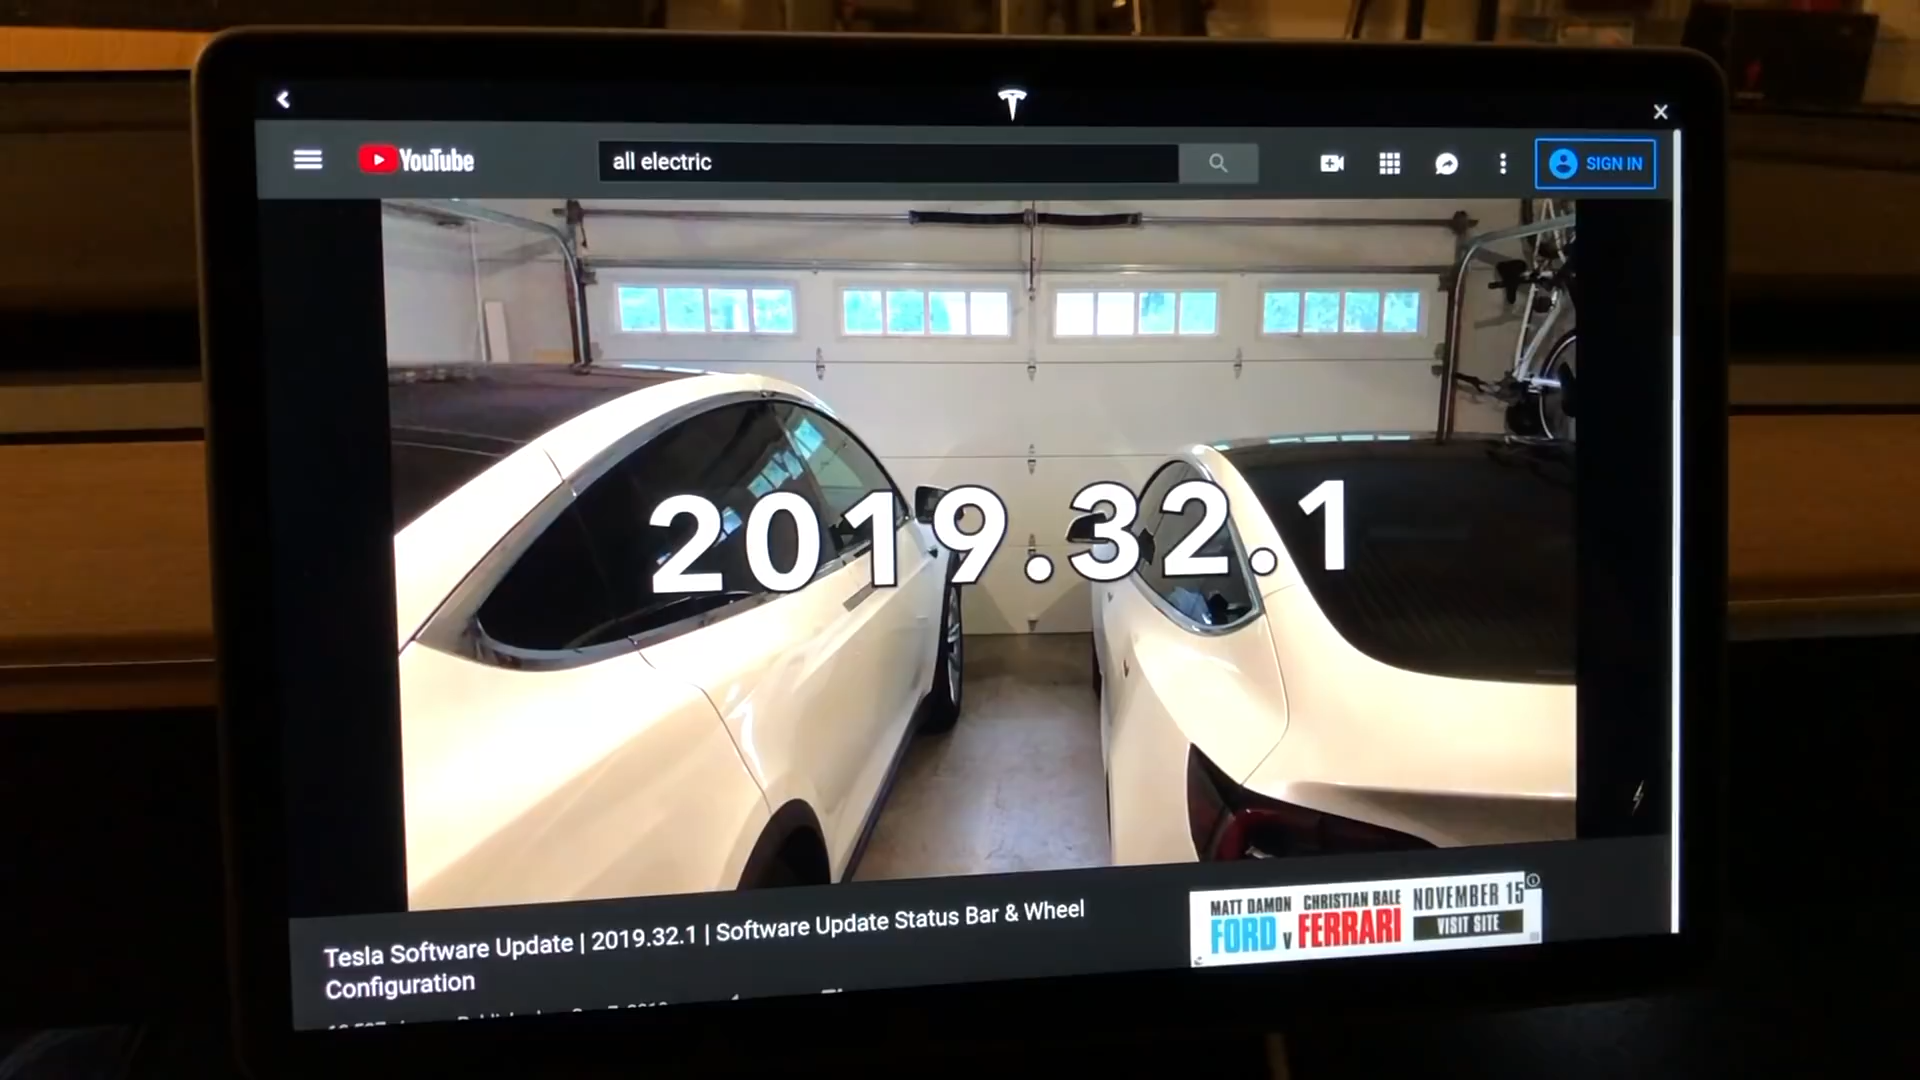 YouTube
all electric
SIGN IN
2019.32.1
Tesla Software Update | 2019.32.1 | Software Update Status Bar & Wheel
Configuration
MATT DAMON CHRISTIAN BALE
FORD v FERRARI
NOVEMBER 15
VISIT SITE